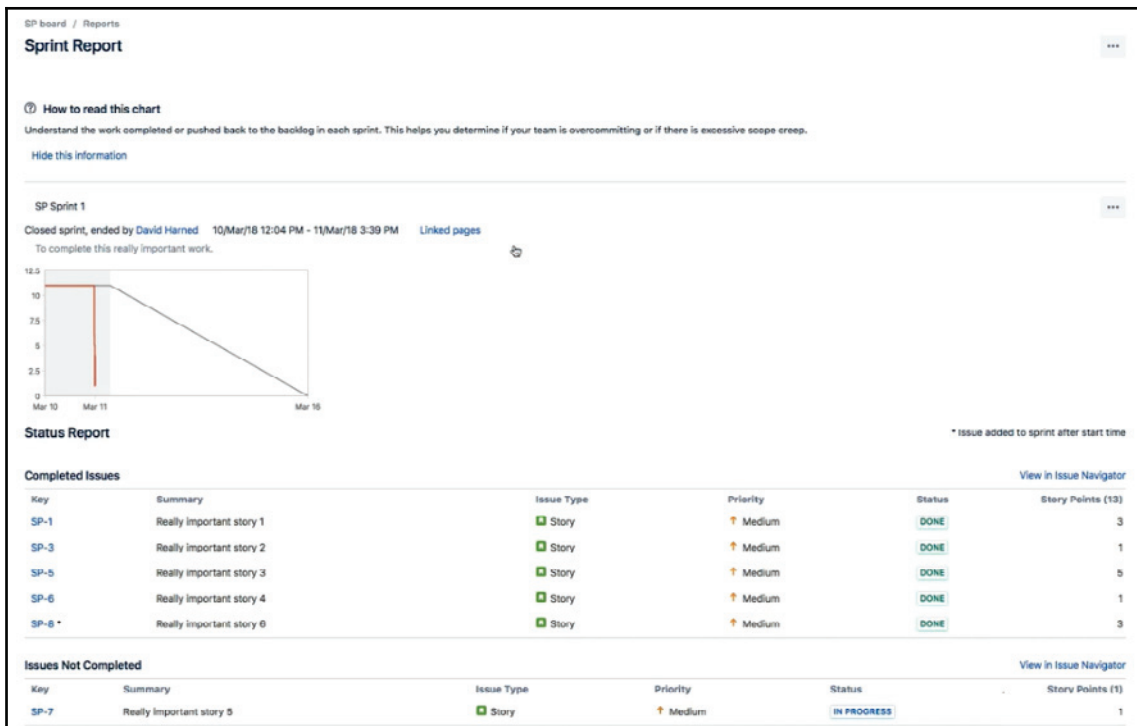 SP board / Reports
Sprint Report
How to read this chart
Understand the work completed or pushed back to the backlog in each sprint. This helps you determine if your team is overcommitting or if there is excessive scope creep.
Hide this information
SP Sprint 1
Closed sprint, ended by David Harned 10/Mar/18 12:04 PM - 11/Mar/18 3:39 PM Linked pages
To complete this really important work.
12.5
10
7.5
5
2.5
0
Mar 10 Mar 11 Mar 16
Status Report * Issue added to sprint after start time
Completed Issues View in Issue Navigator
Key Summary Issue Type Priority Status Story Points (13)
SP-1 Really important story 1 Story Medium DONE 3
SP-3 Really important story 2 Story Medium DONE 1
SP-5 Really important story 3 Story Medium DONE 5
SP-6 Really important story 4 Story Medium DONE 1
SP-8 * Really important story 6 Story Medium DONE 3
Issues Not Completed View in Issue Navigator
Key Summary Issue Type Priority Status Story Points (1)
SP-7 Really important story 5 Story Medium IN PROGRESS 1